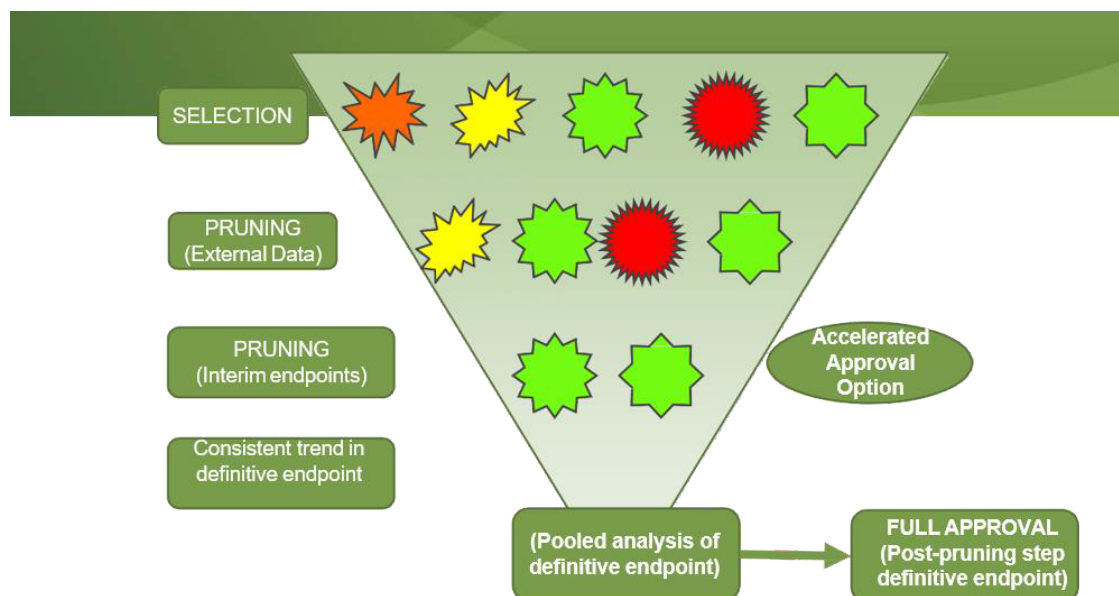 SELECTION
PRUNING
(External Data)
PRUNING
(Interim endpoints)
Accelerated
Approval
Option
Consistent trend in
definitive endpoint
(Pooled analysis of
definitive endpoint)
FULL APPROVAL
(Post-pruning step
definitive endpoint)